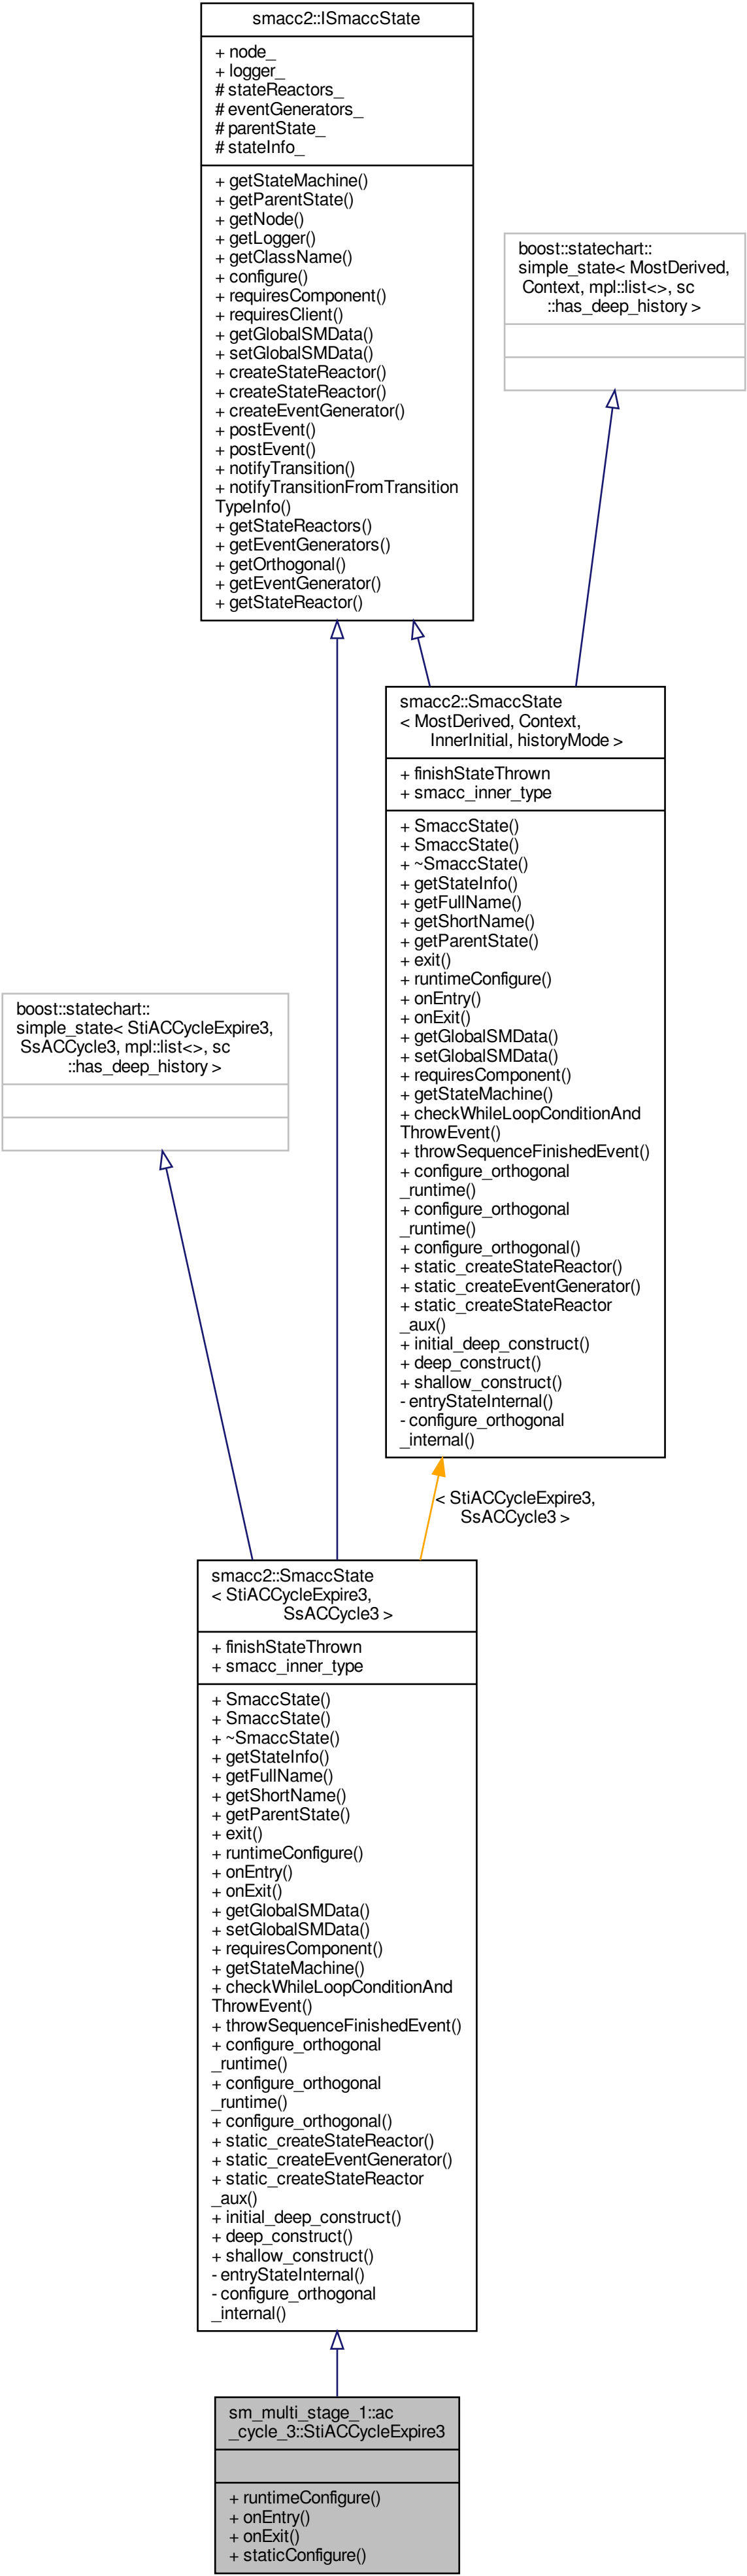 smacc2::ISmaccState
+ node_
+ logger_
# stateReactors_
# eventGenerators_
# parentState_
# stateInfo_
+ getStateMachine()
+ getParentState()
+ getNode()
+ getLogger()
+ getClassName()
+ configure()
+ requiresComponent()
+ requiresClient()
+ getGlobalSMData()
+ setGlobalSMData()
+ createStateReactor()
+ createStateReactor()
+ createEventGenerator()
+ postEvent()
+ postEvent()
+ notifyTransition()
+ notifyTransitionFromTransition
TypeInfo()
+ getStateReactors()
+ getEventGenerators()
+ getOrthogonal()
+ getEventGenerator()
+ getStateReactor()
boost::statechart::
simple_state< MostDerived,
Context, mpl::list<>, sc
::has_deep_history >
smacc2::SmaccState
< MostDerived, Context,
InnerInitial, historyMode >
+ finishStateThrown
+ smacc_inner_type
+ SmaccState()
+ SmaccState()
+ ~SmaccState()
+ getStateInfo()
+ getFullName()
+ getShortName()
+ getParentState()
+ exit()
+ runtimeConfigure()
+ onEntry()
+ onExit()
+ getGlobalSMData()
+ setGlobalSMData()
+ requiresComponent()
+ getStateMachine()
+ checkWhileLoopConditionAnd
ThrowEvent()
+ throwSequenceFinishedEvent()
+ configure_orthogonal
_runtime()
+ configure_orthogonal
_runtime()
+ configure_orthogonal()
+ static_createStateReactor()
+ static_createEventGenerator()
+ static_createStateReactor
_aux()
+ initial_deep_construct()
+ deep_construct()
+ shallow_construct()
- entryStateInternal()
- configure_orthogonal
_internal()
boost::statechart::
simple_state< StiACCycleExpire3,
SsACCycle3, mpl::list<>, sc
::has_deep_history >
< StiACCycleExpire3,
SsACCycle3 >
smacc2::SmaccState
< StiACCycleExpire3,
SsACCycle3 >
+ finishStateThrown
+ smacc_inner_type
+ SmaccState()
+ SmaccState()
+ ~SmaccState()
+ getStateInfo()
+ getFullName()
+ getShortName()
+ getParentState()
+ exit()
+ runtimeConfigure()
+ onEntry()
+ onExit()
+ getGlobalSMData()
+ setGlobalSMData()
+ requiresComponent()
+ getStateMachine()
+ checkWhileLoopConditionAnd
ThrowEvent()
+ throwSequenceFinishedEvent()
+ configure_orthogonal
_runtime()
+ configure_orthogonal
_runtime()
+ configure_orthogonal()
+ static_createStateReactor()
+ static_createEventGenerator()
+ static_createStateReactor
_aux()
+ initial_deep_construct()
+ deep_construct()
+ shallow_construct()
- entryStateInternal()
- configure_orthogonal
_internal()
sm_multi_stage_1::ac
_cycle_3::StiACCycleExpire3
+ runtimeConfigure()
+ onEntry()
+ onExit()
+ staticConfigure()